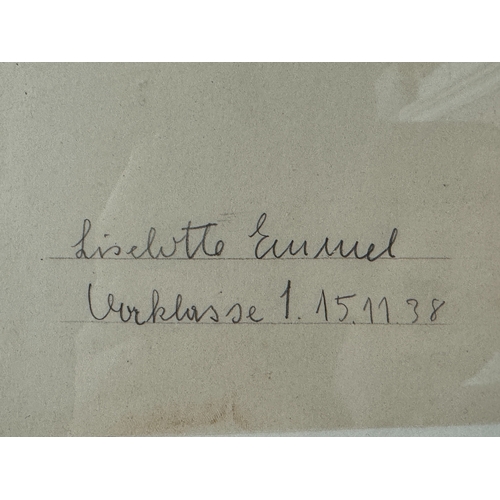 Liselotte Emmel
Vorklasse 1. 15.11.38